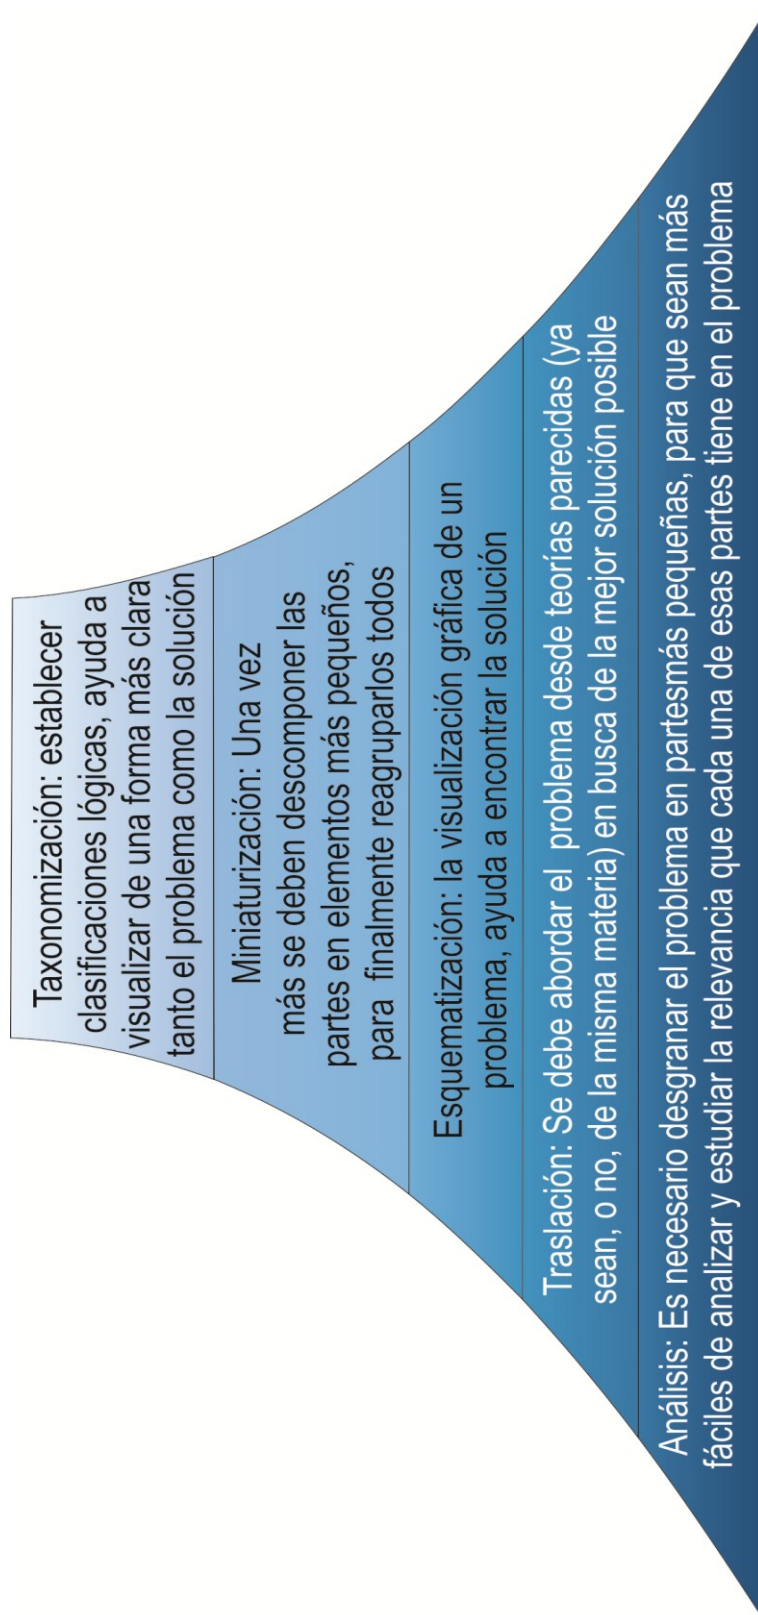 Taxonomización: establecer
clasificaciones lógicas, ayuda a
visualizar de una forma más clara
tanto el problema como la solución
Miniaturización: Una vez
más se deben descomponer las
partes en elementos más pequeños,
para finalmente reagruparlos todos
Esquematización: la visualización gráfica de un
problema, ayuda a encontrar la solución
Traslación: Se debe abordar el problema desde teorías parecidas (ya
sean, o no, de la misma materia) en busca de la mejor solución posible
Análisis: Es necesario desgranar el problema en partesmás pequeñas, para que sean más
fáciles de analizar y estudiar la relevancia que cada una de esas partes tiene en el problema